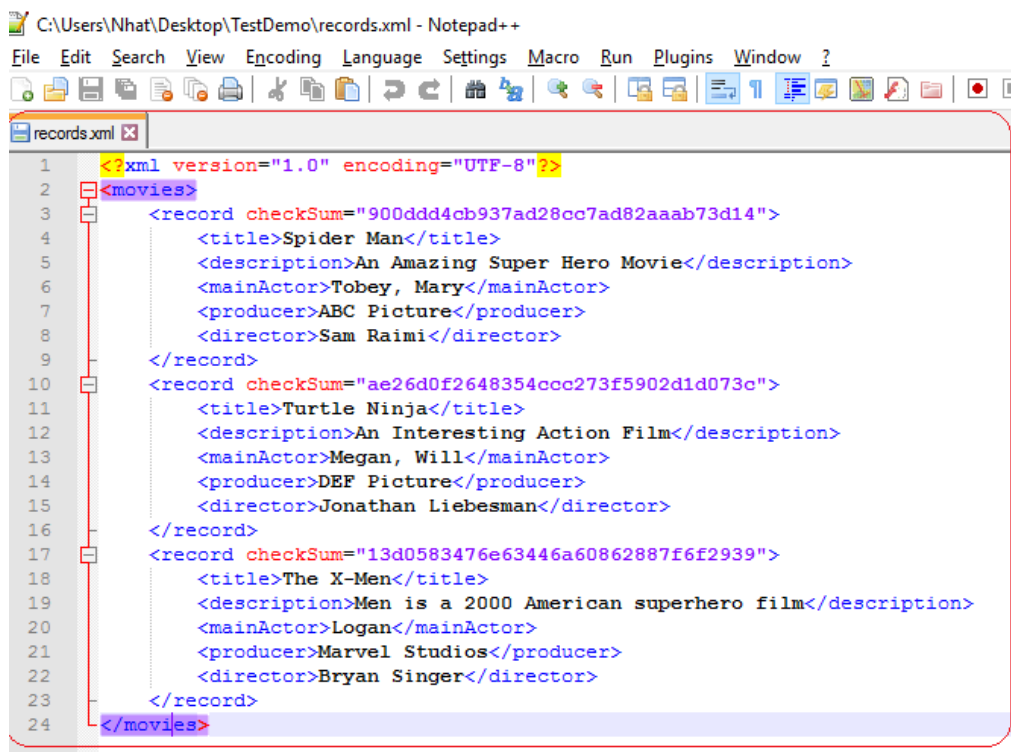 C:\Users\Nhat\Desktop\TestDemo\records.xml - Notepad++
File Edit Search View Encoding Language Settings Macro Run Plugins Window ?
records.xml
1 <?xml version="1.0" encoding="UTF-8"?>
2 <movies>
3 <record checkSum="900ddd4cb937ad28cc7ad82aaab73d14">
4 <title>Spider Man</title>
5 <description>An Amazing Super Hero Movie</description>
6 <mainActor>Tobey, Mary</mainActor>
7 <producer>ABC Picture</producer>
8 <director>Sam Raimi</director>
9 </record>
10 <record checkSum="ae26d0f2648354ccc273f5902d1d073c">
11 <title>Turtle Ninja</title>
12 <description>An Interesting Action Film</description>
13 <mainActor>Megan, Will</mainActor>
14 <producer>DEF Picture</producer>
15 <director>Jonathan Liebesman</director>
16 </record>
17 <record checkSum="13d0583476e63446a60862887f6f2939">
18 <title>The X-Men</title>
19 <description>Men is a 2000 American superhero film</description>
20 <mainActor>Logan</mainActor>
21 <producer>Marvel Studios</producer>
22 <director>Bryan Singer</director>
23 </record>
24 </movies>